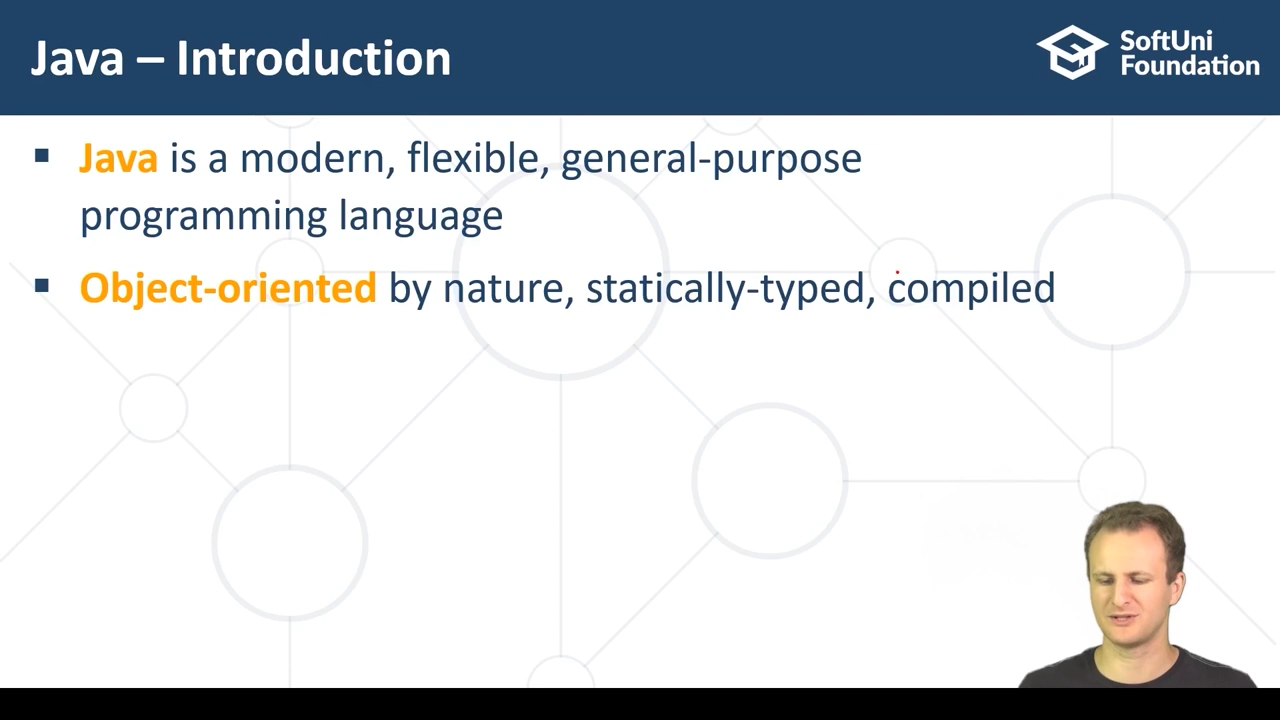 Java – Introduction
SoftUni
Foundation
▪ Java is a modern, flexible, general-purpose
programming language
▪ Object-oriented by nature, statically-typed, compiled